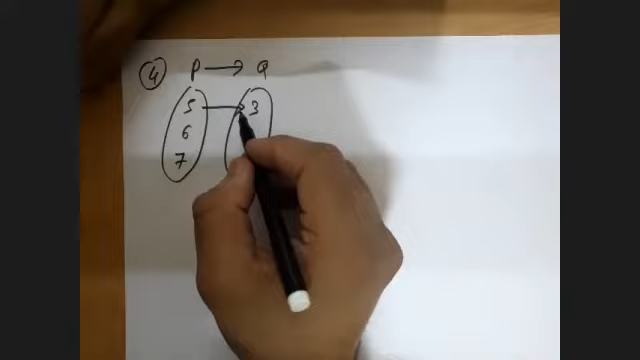 ④ P → Q
5 → 3
6
7